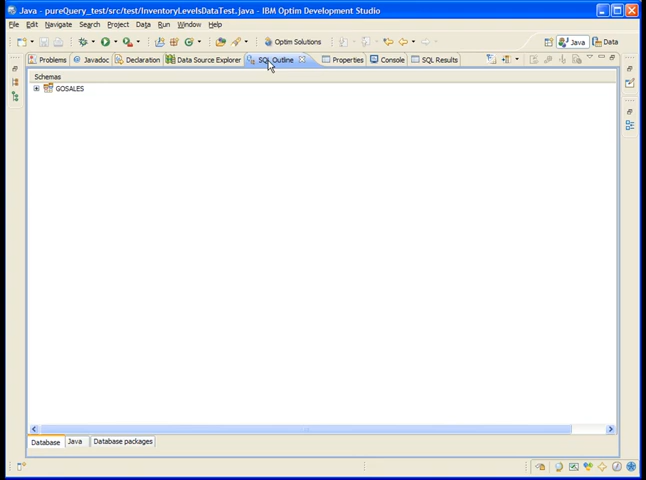 Java - pureQuery_test/src/test/InventoryLevelsDataTest.java - IBM Optim Development Studio
File Edit Navigate Search Project Data Run Window Help
Optim Solutions Java Data
Problems @ Javadoc Declaration Data Source Explorer SQL Outline Properties Console SQL Results
Schemas
GOSALES
Database Java Database packages